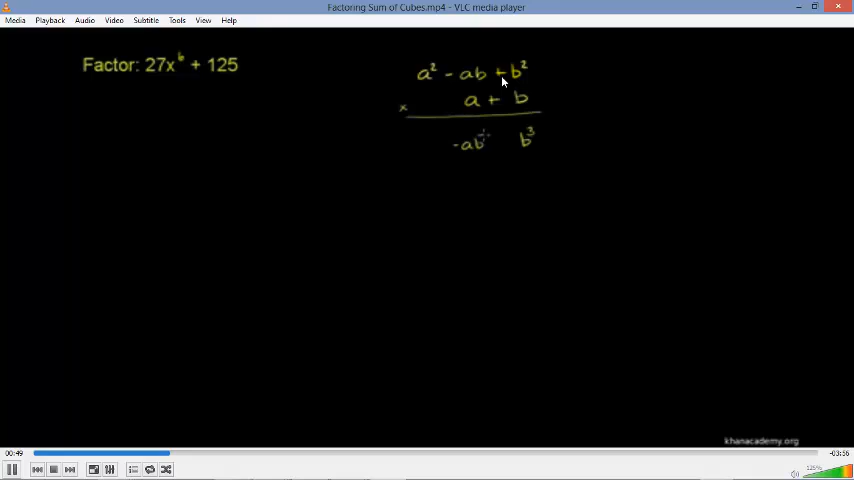 Factoring Sum of Cubes.mp4 - VLC media player
Media Playback Audio Video Subtitle Tools View Help
Factor: 27x⁶ + 125
a² - ab + b²
× a + b
-ab b³
khanacademy.org
00:49 -03:56
125%